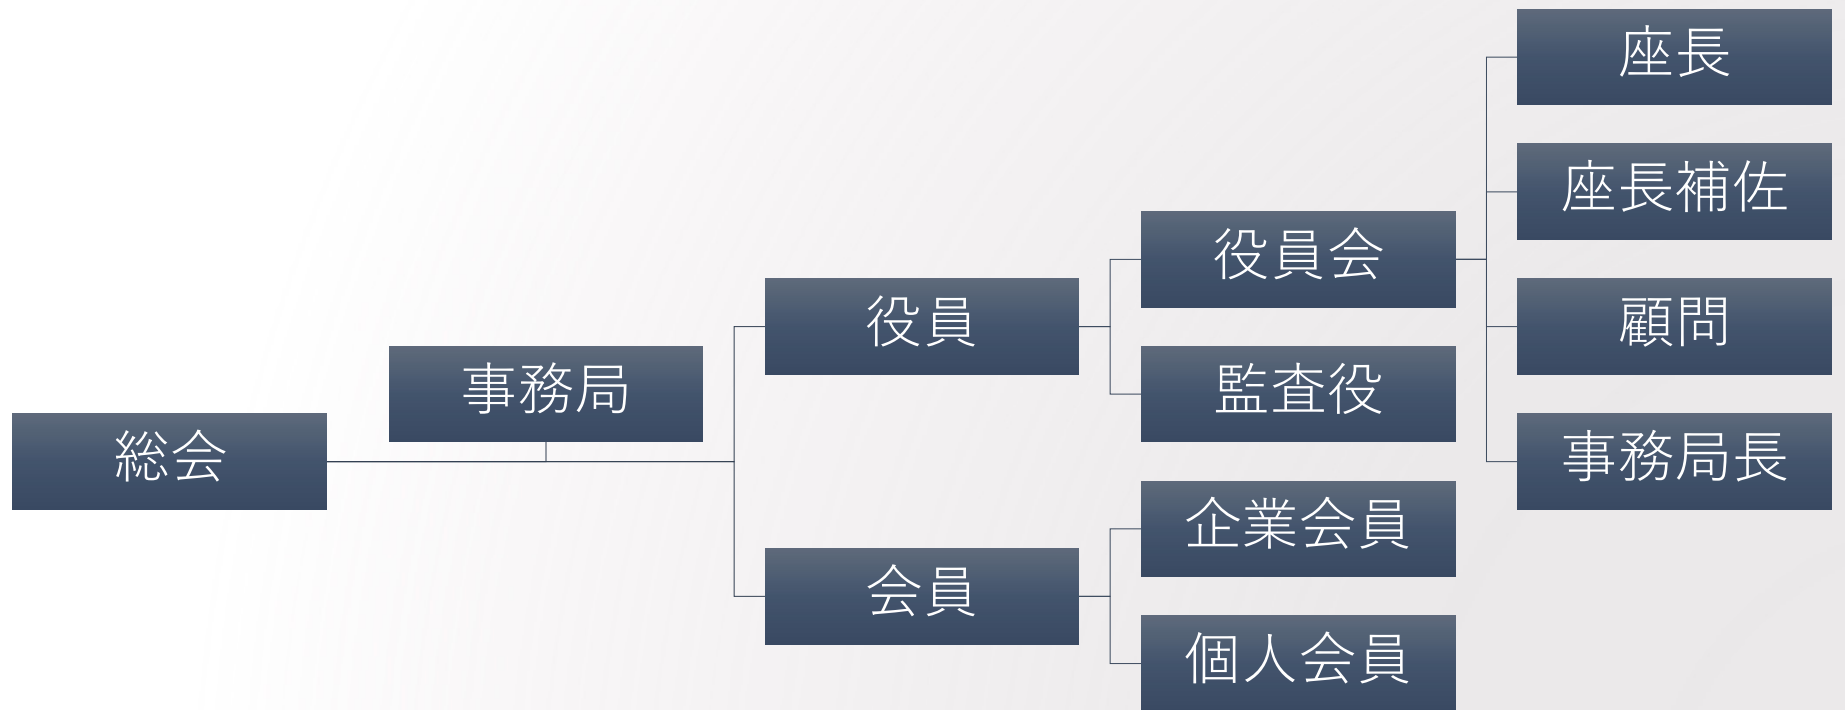 総会
事務局
役員
会員
役員会
監査役
企業会員
個人会員
座長
座長補佐
顧問
事務局長